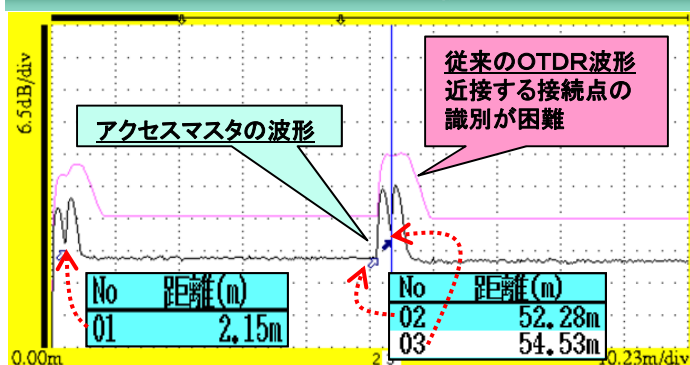 6.5dB/div
従来のOTDR波形
近接する接続点の
識別が困難
アクセスマスタの波形
No 距離(m)
01 2.15m
No 距離(m)
02 52.28m
03 54.53m
0.00m
2 3
10.23m/div